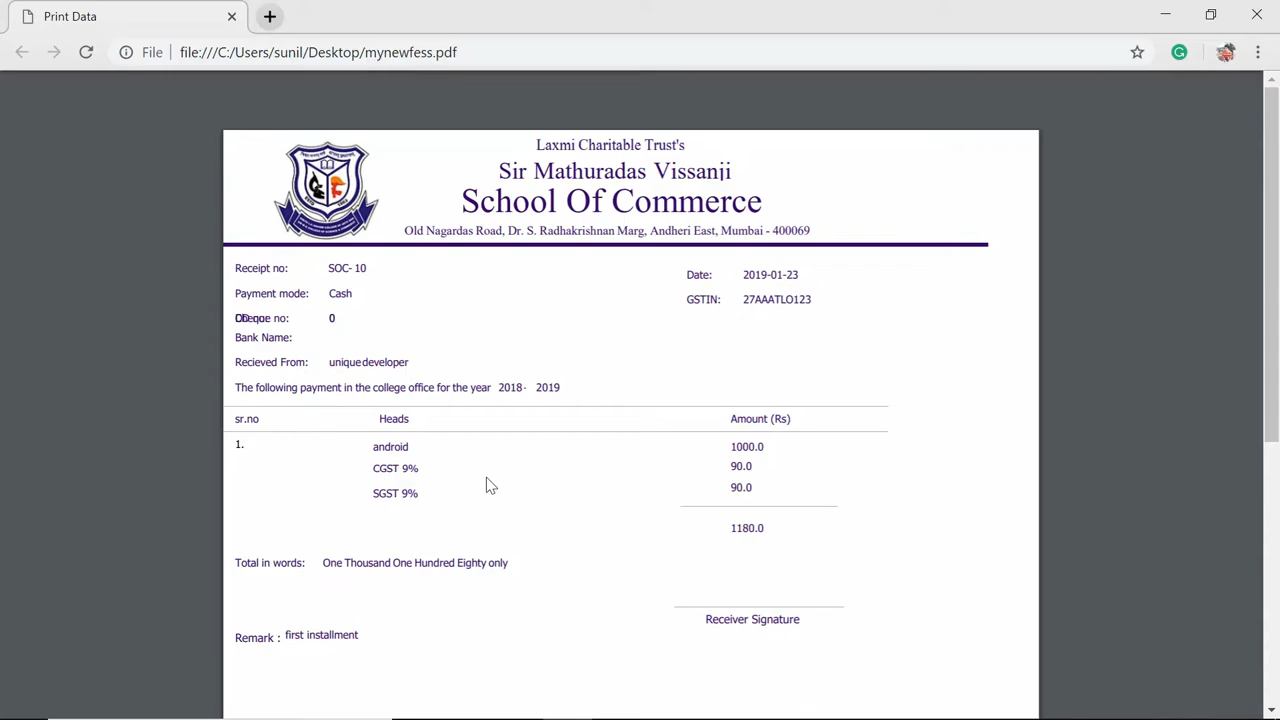 Print Data
File file:///C:/Users/sunil/Desktop/mynewfess.pdf
Laxmi Charitable Trust's
Sir Mathuradas Vissanji
School Of Commerce
Old Nagardas Road, Dr. S. Radhakrishnan Marg, Andheri East, Mumbai - 400069
Receipt no: SOC- 10
Date: 2019-01-23
Payment mode: Cash
GSTIN: 27AAATLO123
no: 0
Bank Name:
Recieved From: unique developer
The following payment in the college office for the year 2018- 2019
sr.no Heads Amount (Rs)
1. android 1000.0
CGST 9% 90.0
SGST 9% 90.0
1180.0
Total in words: One Thousand One Hundred Eighty only
Receiver Signature
Remark : first installment